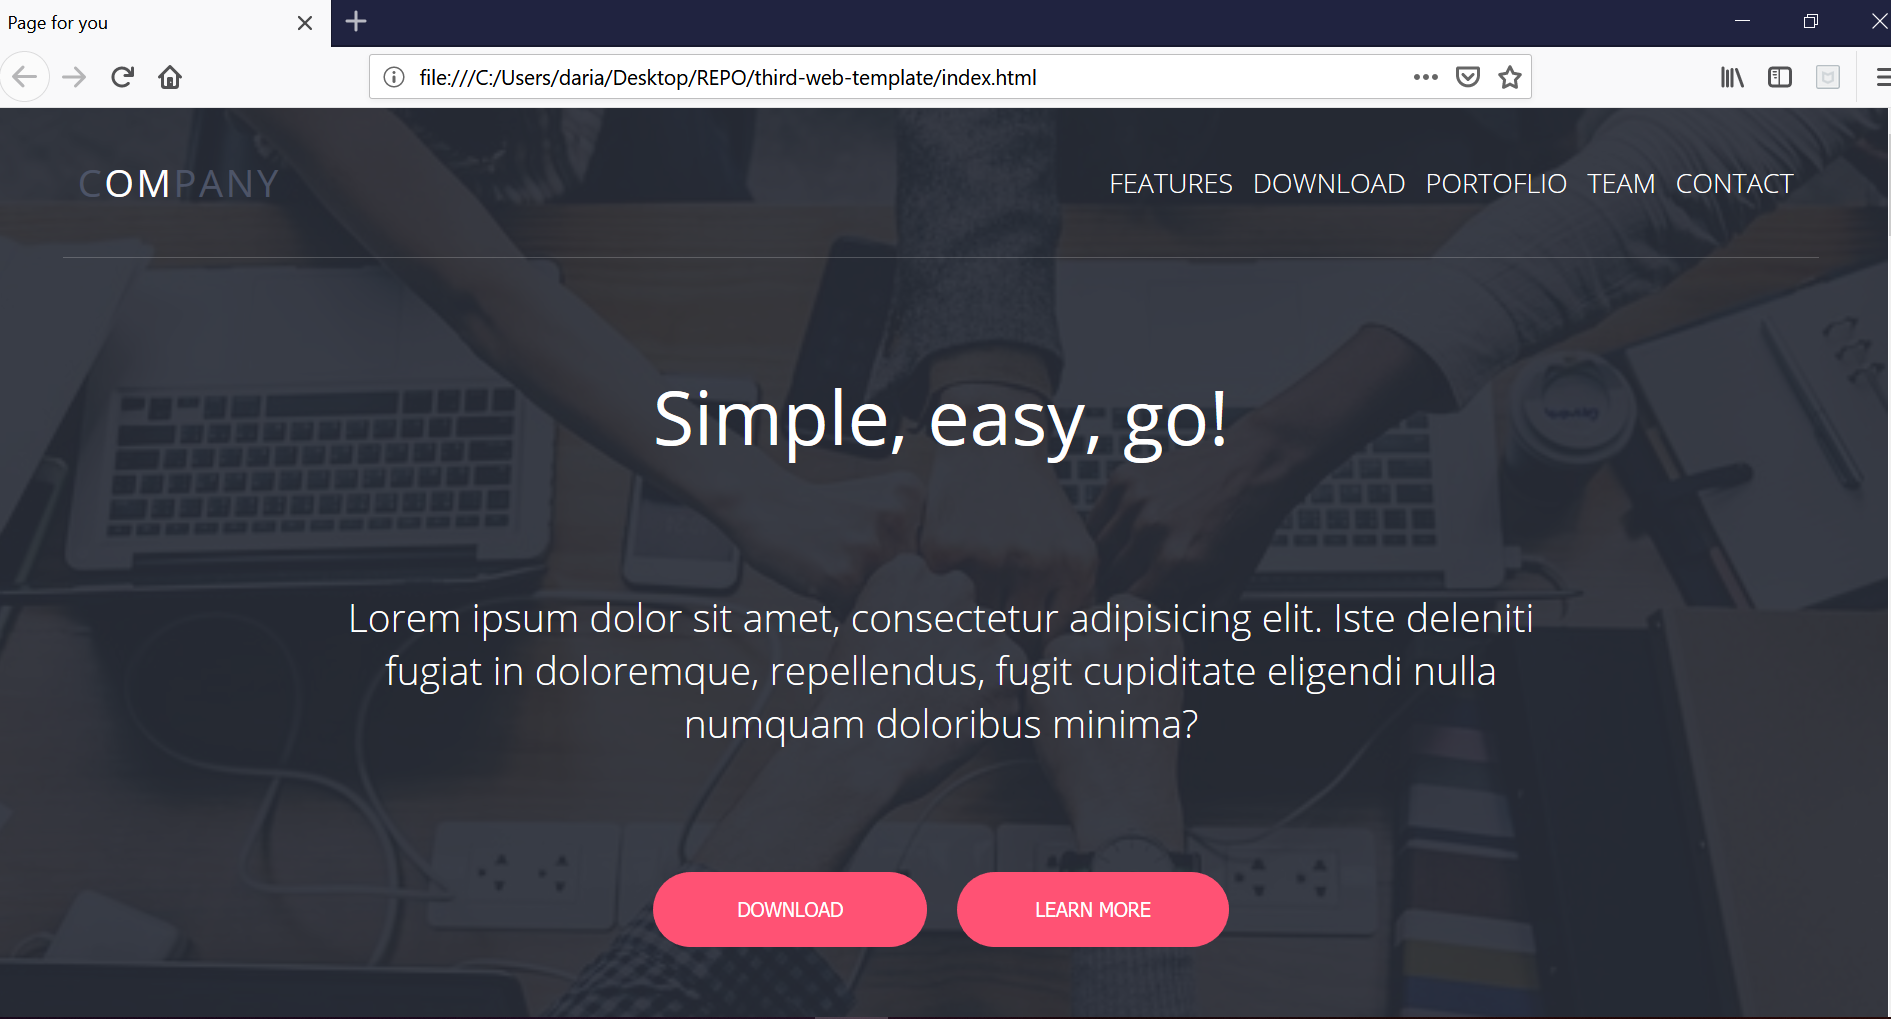 Page for you
file:///C:/Users/daria/Desktop/REPO/third-web-template/index.html
COMPANY
FEATURES DOWNLOAD PORTOFLIO TEAM CONTACT
Simple, easy, go!
Lorem ipsum dolor sit amet, consectetur adipisicing elit. Iste deleniti
fugiat in doloremque, repellendus, fugit cupiditate eligendi nulla
numquam doloribus minima?
DOWNLOAD LEARN MORE